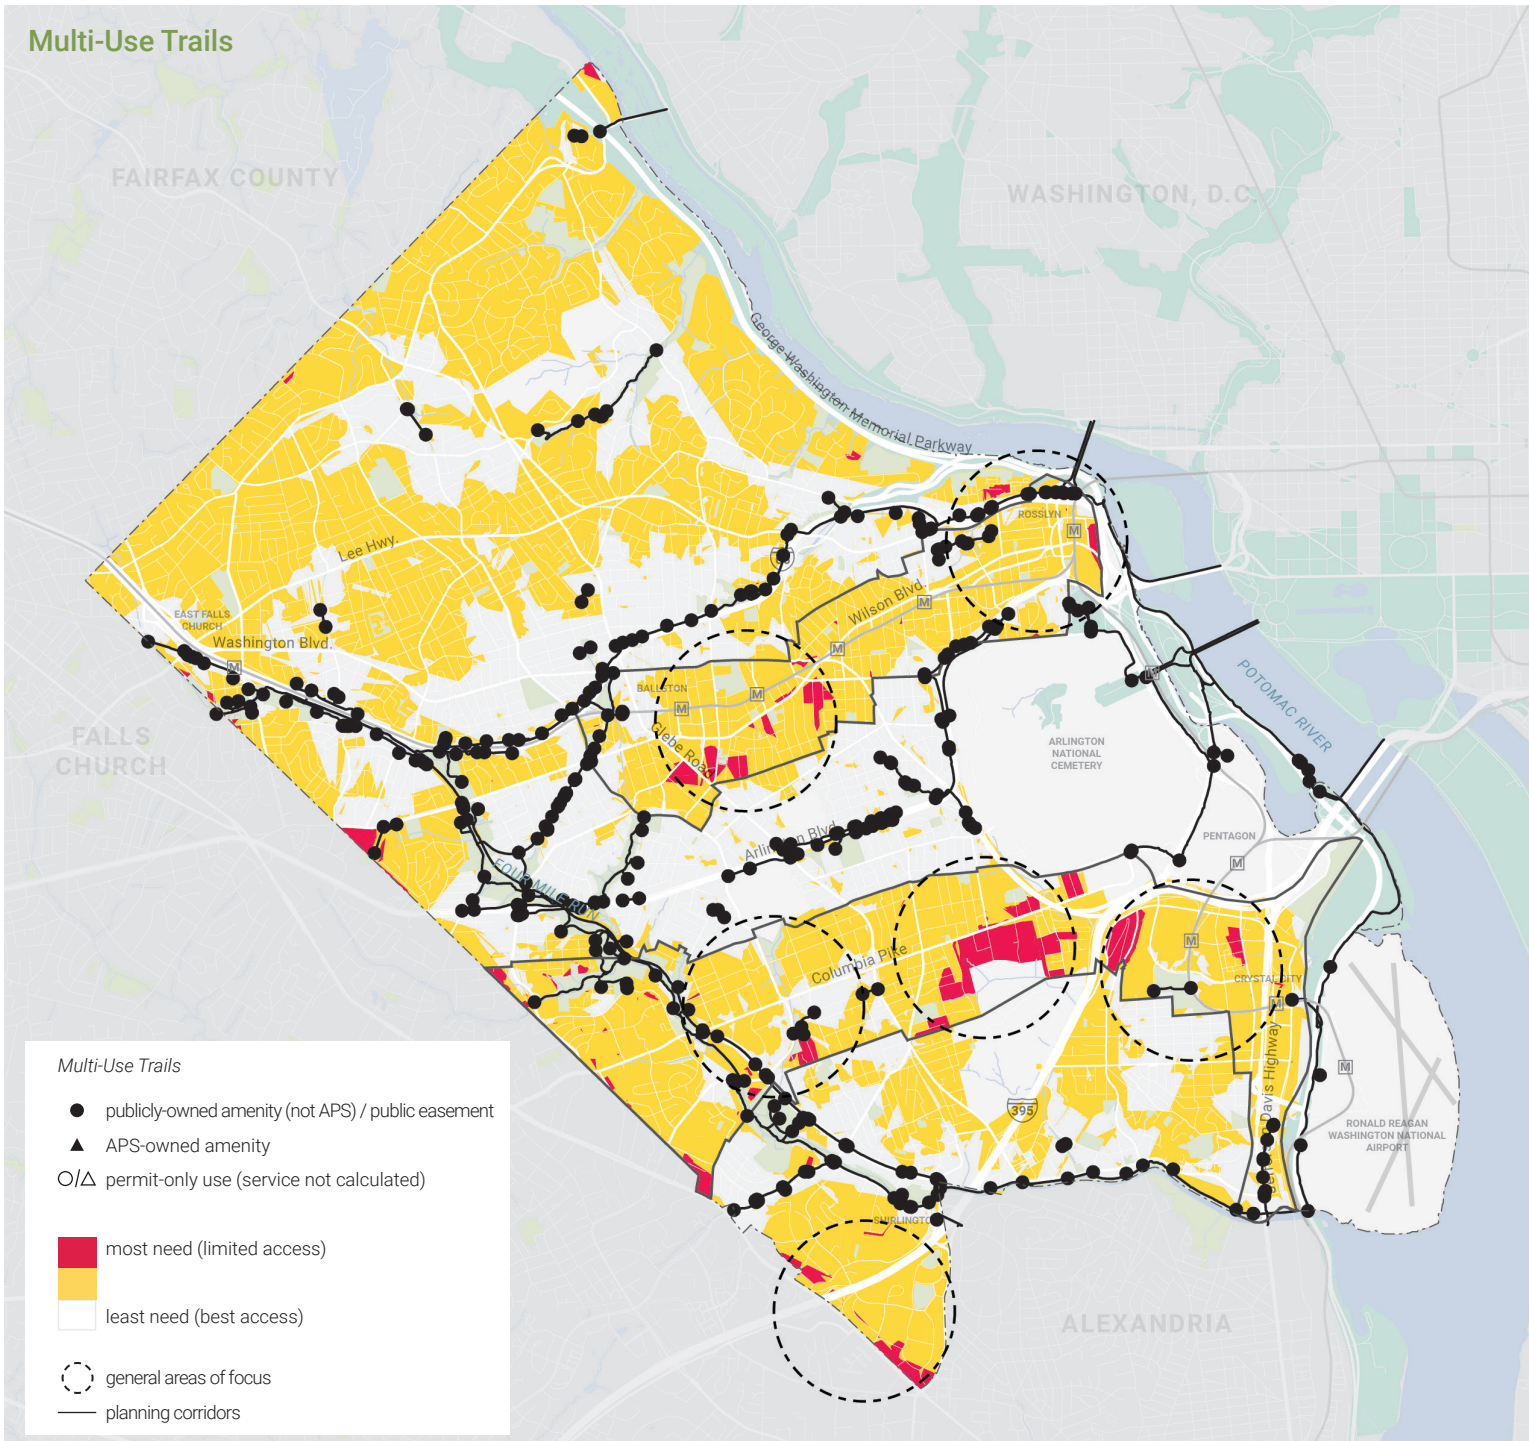 Multi-Use Trails
FAIRFAX COUNTY
WASHINGTON, D.C.
George Washington Memorial Parkway
ROSSLYN
M
Lee Hwy.
Wilson Blvd.
M
EAST FALLS
CHURCH
Washington Blvd.
M
M
BALLSTON
M
M
M
POTOMAC RIVER
FALLS
CHURCH
Glebe Road
ARLINGTON
NATIONAL
CEMETERY
PENTAGON
M
Arlington Blvd.
FOUR MILE RUN
Columbia Pike
M
CRYSTAL CITY
M
Davis Highway
M
395
RONALD REAGAN
WASHINGTON NATIONAL
AIRPORT
SHIRLINGTON
ALEXANDRIA
Multi-Use Trails
publicly-owned amenity (not APS) / public easement
APS-owned amenity
permit-only use (service not calculated)
most need (limited access)
least need (best access)
general areas of focus
planning corridors